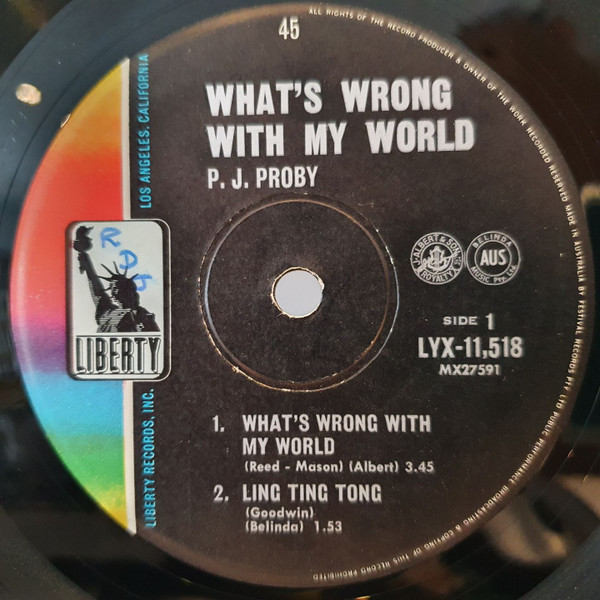 45
ALL RIGHTS OF THE RECORD PRODUCER & OWNER OF THE WORK RECORDED RESERVED MADE IN AUSTRALIA BY FESTIVAL RECORDS PTY LTD PUBLIC PERFORMANCE BROADCASTING & COPYING OF THIS RECORD PROHIBITED
WHAT'S WRONG
WITH MY WORLD
P. J. PROBY
LIBERTY RECORDS, INC. LOS ANGELES, CALIFORNIA
R D J
LIBERTY
J. ALBERT & SON
ROYALTY
BELINDA
AUS
MUSIC Pty. Ltd.
SIDE 1
LYX-11,518
MX27591
1. WHAT'S WRONG WITH
MY WORLD
(Reed - Mason) (Albert) 3.45
2. LING TING TONG
(Goodwin)
(Belinda) 1.53